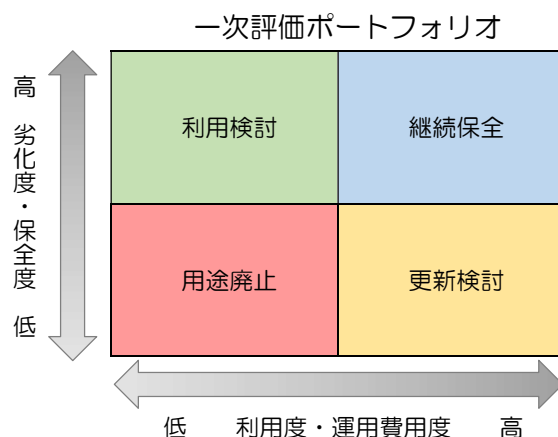 一次評価ポートフォリオ
高 劣化度・保全度 低
利用検討
継続保全
用途廃止
更新検討
低 利用度・運用費用度 高